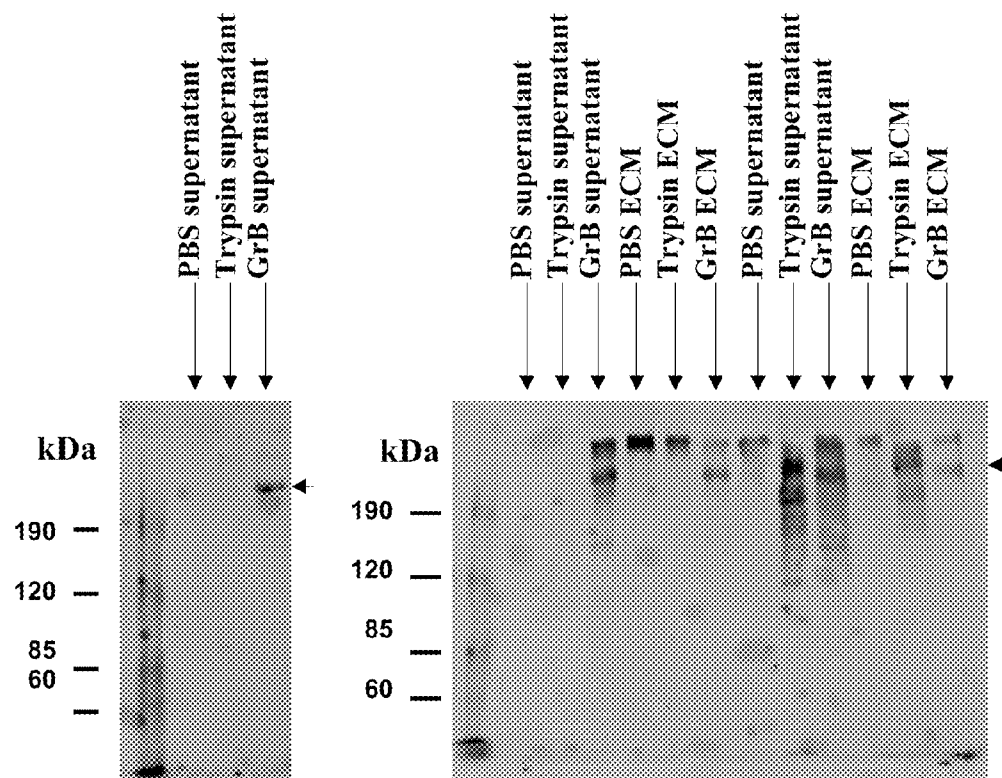 PBS supernatant
Trypsin supernatant
GrB supernatant
kDa
190
120
85
60
PBS supernatant
Trypsin supernatant
GrB supernatant
PBS ECM
Trypsin ECM
GrB ECM
PBS supernatant
Trypsin supernatant
GrB supernatant
PBS ECM
Trypsin ECM
GrB ECM
kDa
190
120
85
60